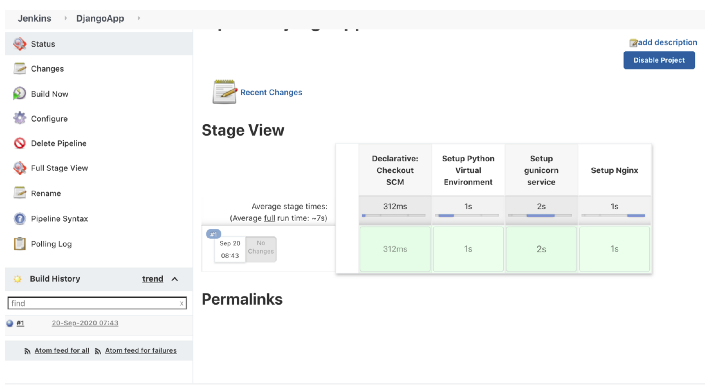 Jenkins
DjangoApp
Status
Changes
Build Now
Configure
Delete Pipeline
Full Stage View
Rename
Pipeline Syntax
Polling Log
Build History trend
find x
#1 20-Sep-2020 07:43
Atom feed for all Atom feed for failures
add description
Disable Project
Recent Changes
Stage View
Declarative:
Checkout
SCM
Setup Python
Virtual
Environment
Setup
gunicorn
service
Setup Nginx
Average stage times:
(Average full run time: ~7s)
312ms 1s 2s 1s
#1
Sep 20
08:43
No
Changes
312ms 1s 2s 1s
Permalinks